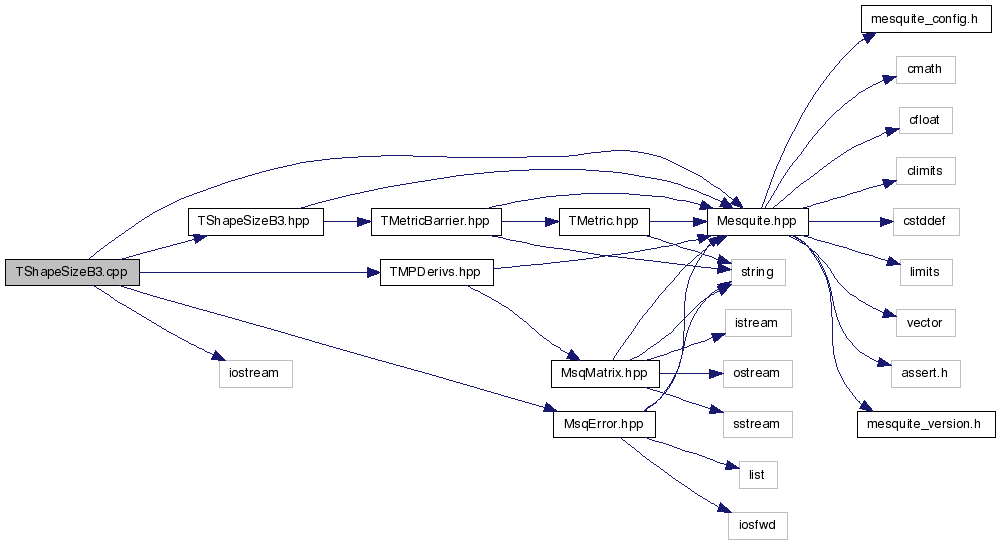 mesquite_config.h
cmath
cfloat
climits
TShapeSizeB3.hpp
TMetricBarrier.hpp
TMetric.hpp
Mesquite.hpp
cstddef
TShapeSizeB3.cpp
TMPDerivs.hpp
string
limits
istream
vector
iostream
MsqMatrix.hpp
ostream
assert.h
MsqError.hpp
sstream
mesquite_version.h
list
iosfwd